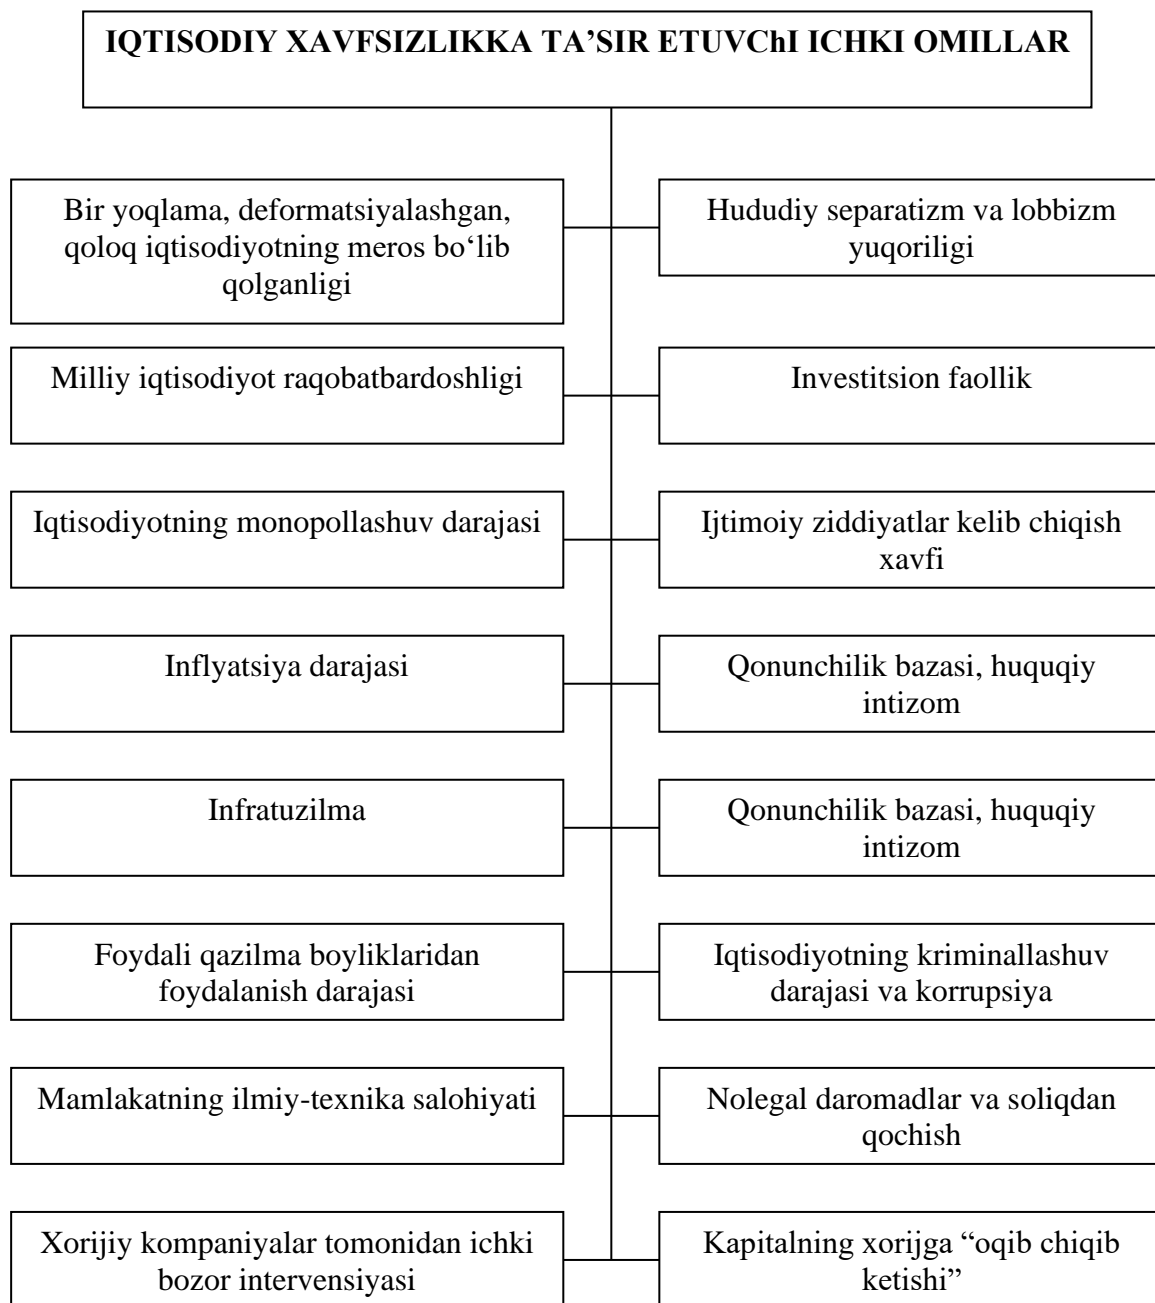 IQTISODIY XAVFSIZLIKKA TA’SIR ETUVChI ICHKI OMILLAR
Bir yoqlama, deformatsiyalashgan,
qoloq iqtisodiyotning meros bo‘lib
qolganligi
Hududiy separatizm va lobbizm
yuqoriligi
Milliy iqtisodiyot raqobatbardoshligi
Investitsion faollik
Iqtisodiyotning monopollashuv darajasi
Ijtimoiy ziddiyatlar kelib chiqish
xavfi
Inflyatsiya darajasi
Qonunchilik bazasi, huquqiy
intizom
Infratuzilma
Qonunchilik bazasi, huquqiy
intizom
Foydali qazilma boyliklaridan
foydalanish darajasi
Iqtisodiyotning kriminallashuv
darajasi va korrupsiya
Mamlakatning ilmiy-texnika salohiyati
Nolegal daromadlar va soliqdan
qochish
Xorijiy kompaniyalar tomonidan ichki
bozor intervensiyasi
Kapitalning xorijga “oqib chiqib
ketishi”